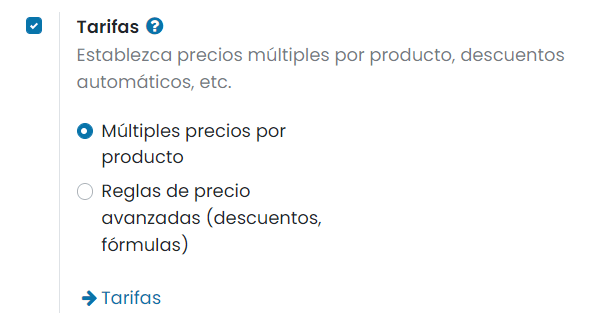 Tarifas ?
Establezca precios múltiples por producto, descuentos
automáticos, etc.
Múltiples precios por
producto
Reglas de precio
avanzadas (descuentos,
fórmulas)
Tarifas